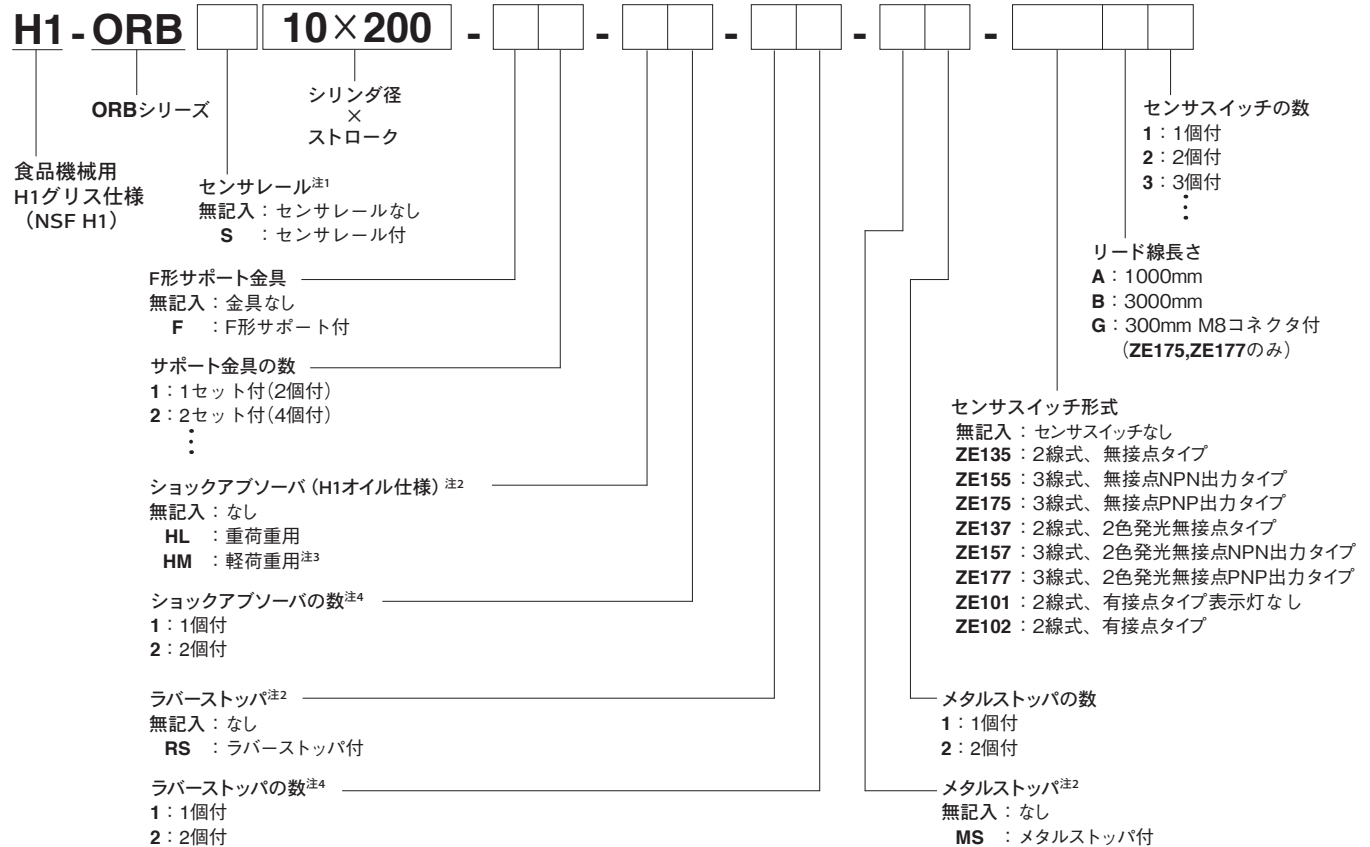 H1 - ORB 10×200 - - - - -
ORBシリーズ
シリンダ径
×
ストローク
食品機械用
H1グリス仕様
（NSF H1）
センサレール注1
無記入：センサレールなし
S ：センサレール付
F形サポート金具
無記入：金具なし
F ：F形サポート付
サポート金具の数
1：1セット付(2個付)
2：2セット付(4個付)
⋮
ショックアブソーバ（H1オイル仕様）注2
無記入：なし
HL ：重荷重用
HM ：軽荷重用注3
ショックアブソーバの数注4
1：1個付
2：2個付
ラバーストッパ注2
無記入：なし
RS ：ラバーストッパ付
ラバーストッパの数注4
1：1個付
2：2個付
センサスイッチの数
1：1個付
2：2個付
3：3個付
⋮
リード線長さ
A：1000mm
B：3000mm
G：300mm M8コネクタ付
（ZE175,ZE177のみ）
センサスイッチ形式
無記入：センサスイッチなし
ZE135：2線式、無接点タイプ
ZE155：3線式、無接点NPN出力タイプ
ZE175：3線式、無接点PNP出力タイプ
ZE137：2線式、2色発光無接点タイプ
ZE157：3線式、2色発光無接点NPN出力タイプ
ZE177：3線式、2色発光無接点PNP出力タイプ
ZE101：2線式、有接点タイプ表示灯なし
ZE102：2線式、有接点タイプ
メタルストッパの数
1：1個付
2：2個付
メタルストッパ注2
無記入：なし
MS ：メタルストッパ付